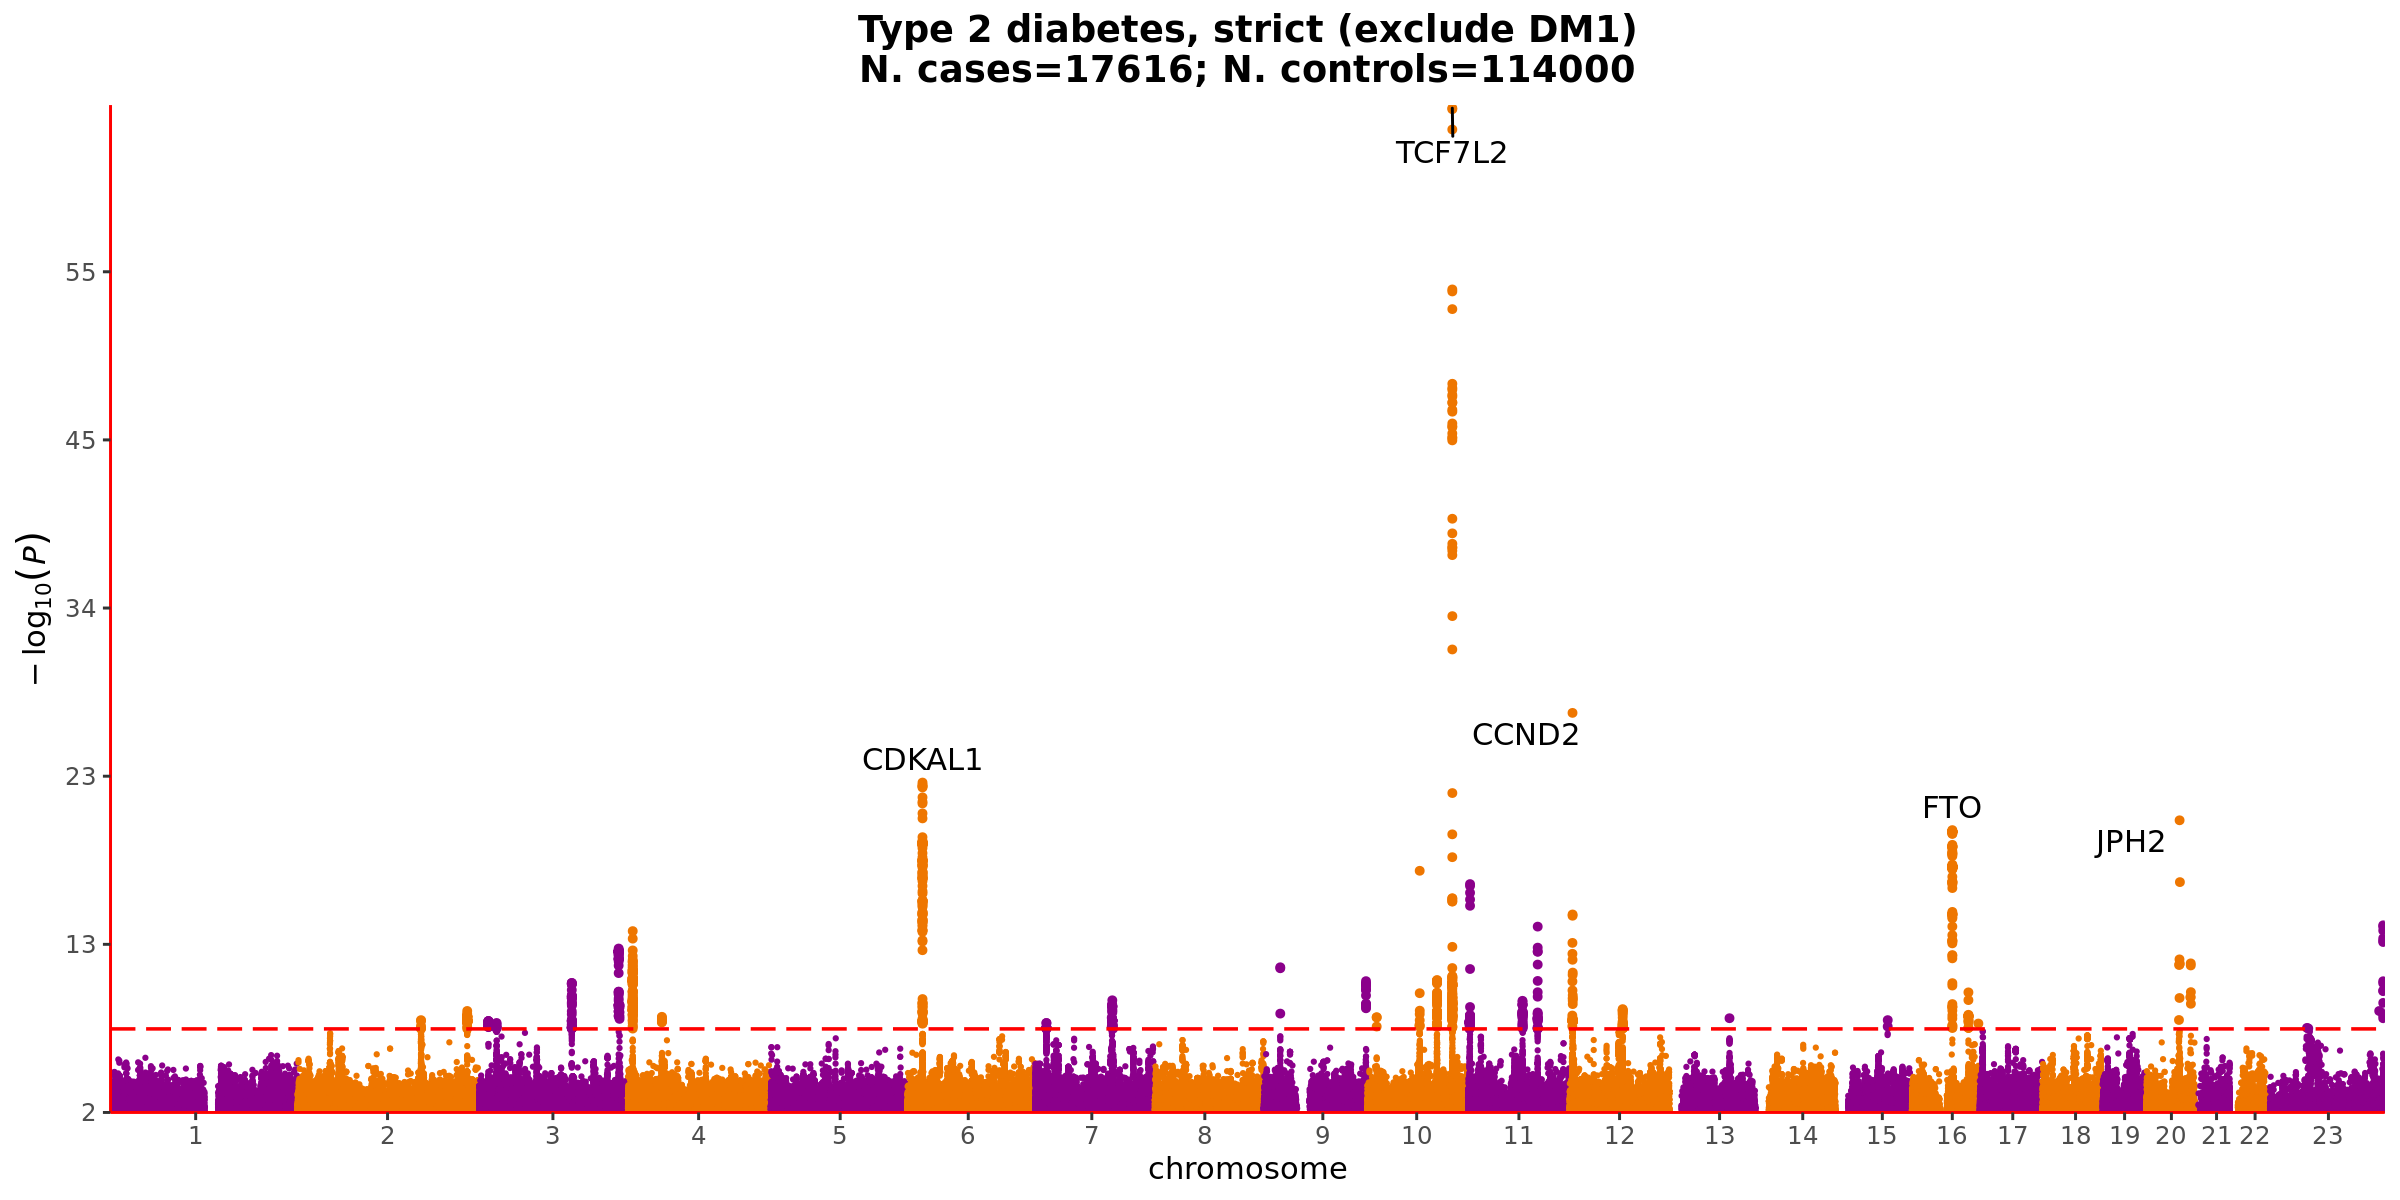 Type 2 diabetes, strict (exclude DM1)
N. cases=17616; N. controls=114000
TCF7L2
55
45
− log10(P)
34
CCND2
CDKAL1
23
FTO
JPH2
13
2
1 2 3 4 5 6 7 8 9 10 11 12 13 14 15 16 17 18 19 20 21 22 23
chromosome